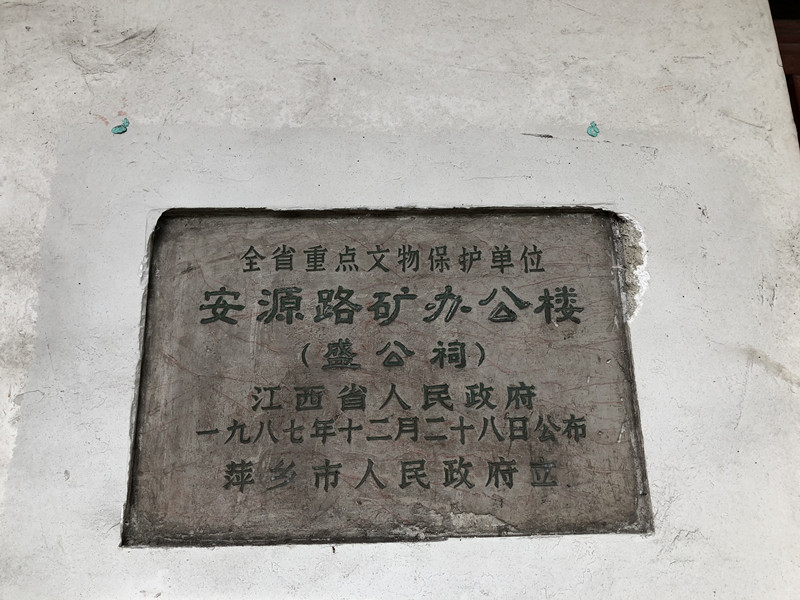 全省重点文物保护单位
安源路矿办公楼
（盛公祠）
江西省人民政府
一九八七年十二月二十八日公布
萍乡市人民政府立